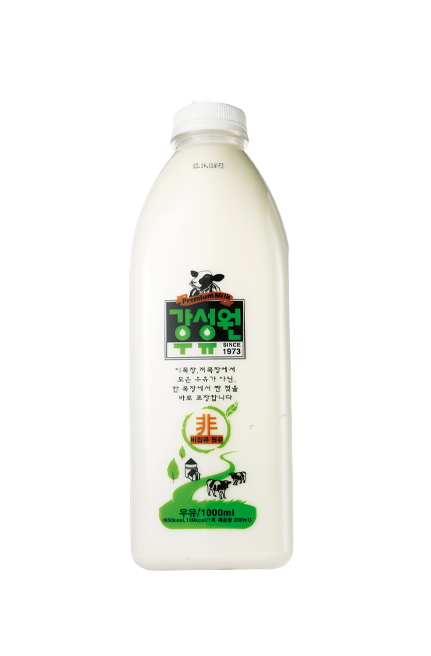 Premium Milk
강성원
우유
SINCE
1973
이목장,저목장에서
모은 우유가 아닌,
한 목장에서 짠 젖을
바로 포장합니다
非
비집유 원유
우유/1000ml